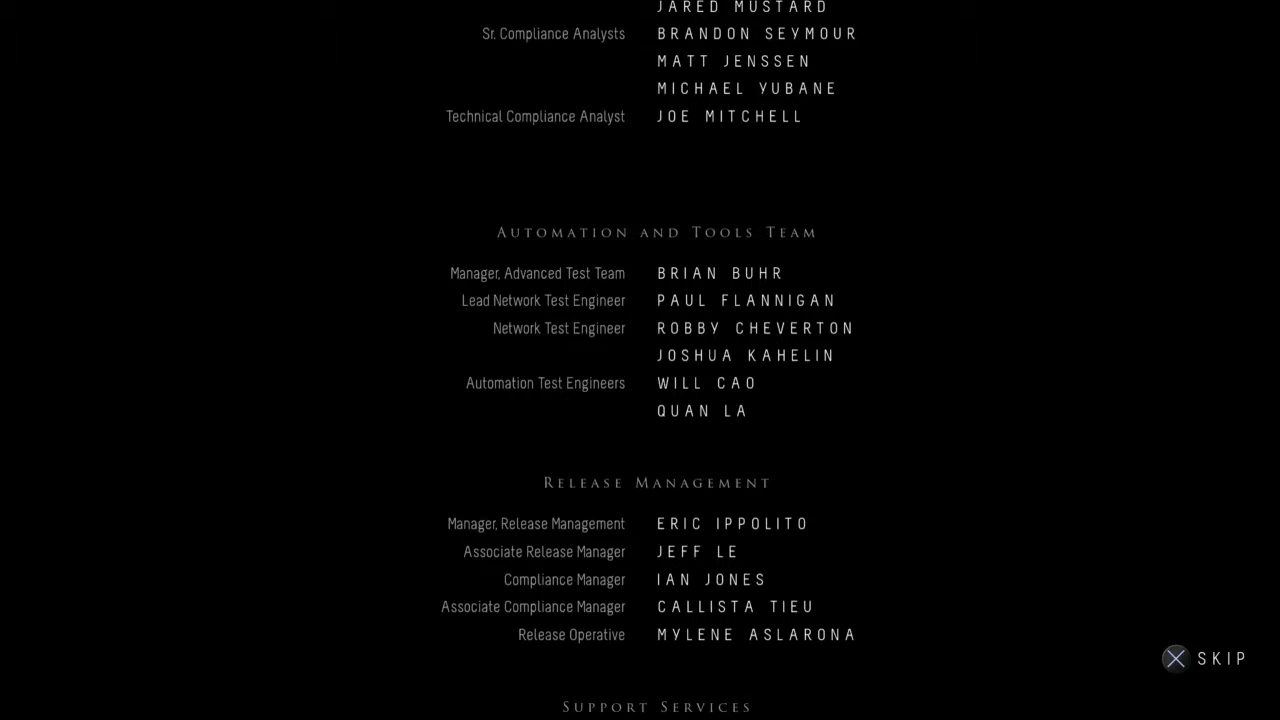 JARED MUSTARD
Sr. Compliance Analysts BRANDON SEYMOUR
MATT JENSSEN
MICHAEL YUBANE
Technical Compliance Analyst JOE MITCHELL
AUTOMATION AND TOOLS TEAM
Manager, Advanced Test Team BRIAN BUHR
Lead Network Test Engineer PAUL FLANNIGAN
Network Test Engineer ROBBY CHEVERTON
JOSHUA KAHELIN
Automation Test Engineers WILL CAO
QUAN LA
RELEASE MANAGEMENT
Manager, Release Management ERIC IPPOLITO
Associate Release Manager JEFF LE
Compliance Manager IAN JONES
Associate Compliance Manager CALLISTA TIEU
Release Operative MYLENE ASLARONA
SKIP
SUPPORT SERVICES